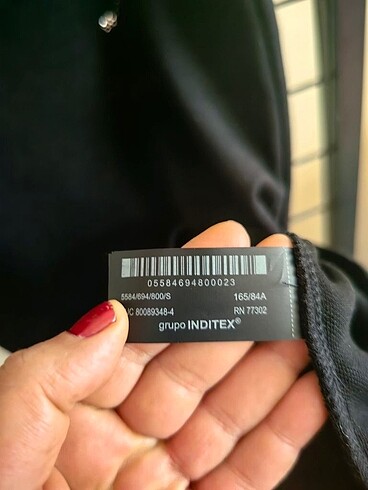 05584694800023
5584/694/800/S 165/84A
80089348-4 RN 77302
grupo INDITEX®